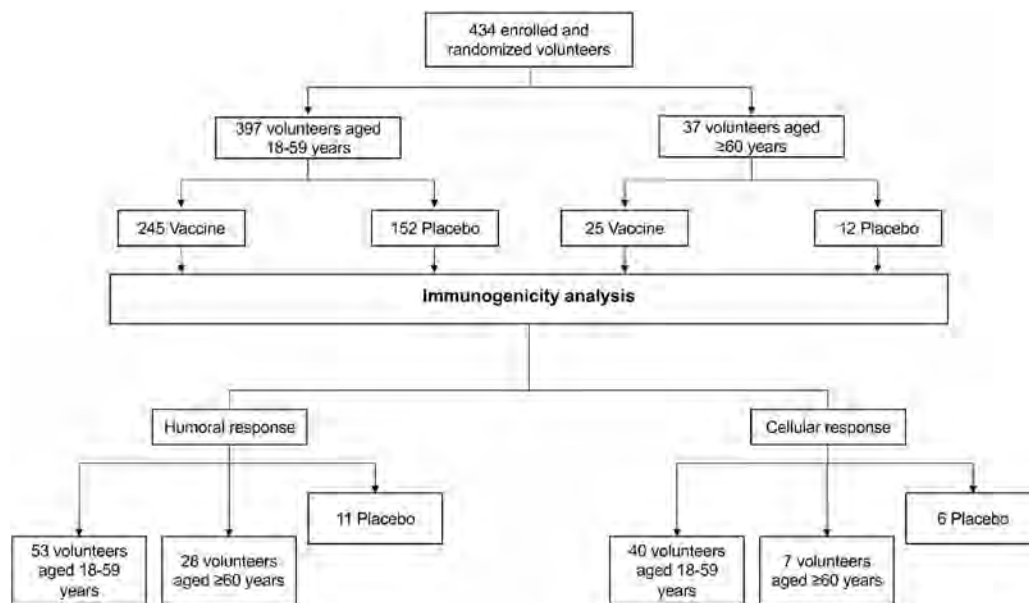 434 enrolled and
randomized volunteers
397 volunteers aged
18-59 years
37 volunteers aged
≥60 years
245 Vaccine
152 Placebo
25 Vaccine
12 Placebo
Immunogenicity analysis
Humoral response
Cellular response
11 Placebo
6 Placebo
53 volunteers
aged 18-59
years
28 volunteers
aged ≥60 years
40 volunteers
aged 18-59
years
7 volunteers
aged ≥60 years